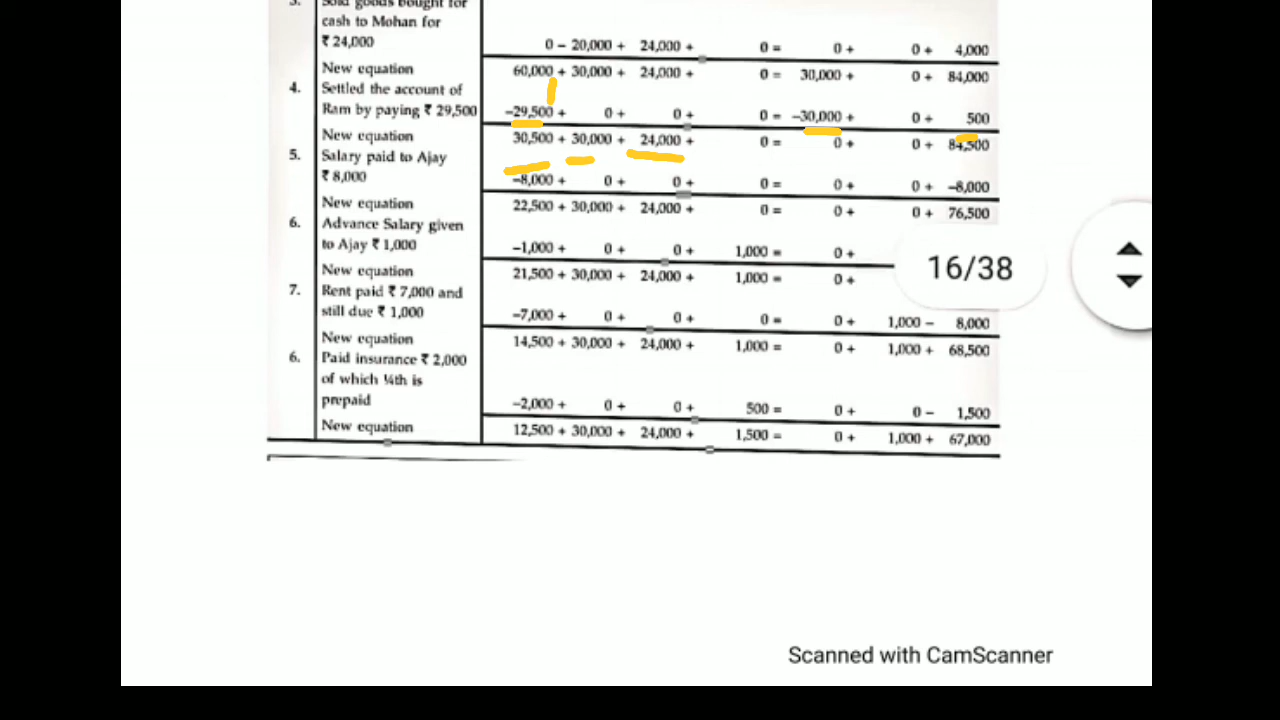 3. Sold goods bought for
cash to Mohan for
₹ 24,000 0 – 20,000 + 24,000 + 0 = 0 + 0 + 4,000
New equation 60,000 + 30,000 + 24,000 + 0 = 30,000 + 0 + 84,000
4. Settled the account of
Ram by paying ₹ 29,500 –29,500 + 0 + 0 + 0 = –30,000 + 0 + 500
New equation 30,500 + 30,000 + 24,000 + 0 = 0 + 0 + 84,500
5. Salary paid to Ajay
₹ 8,000 –8,000 + 0 + 0 + 0 = 0 + 0 + –8,000
New equation 22,500 + 30,000 + 24,000 + 0 = 0 + 0 + 76,500
6. Advance Salary given
to Ajay ₹ 1,000 –1,000 + 0 + 0 + 1,000 = 0 +
New equation 21,500 + 30,000 + 24,000 + 1,000 = 0 +
16/38
7. Rent paid ₹ 7,000 and
still due ₹ 1,000 –7,000 + 0 + 0 + 0 = 0 + 1,000 – 8,000
New equation 14,500 + 30,000 + 24,000 + 1,000 = 0 + 1,000 + 68,500
6. Paid insurance ₹ 2,000
of which ¼th is
prepaid –2,000 + 0 + 0 + 500 = 0 + 0 – 1,500
New equation 12,500 + 30,000 + 24,000 + 1,500 = 0 + 1,000 + 67,000
Scanned with CamScanner